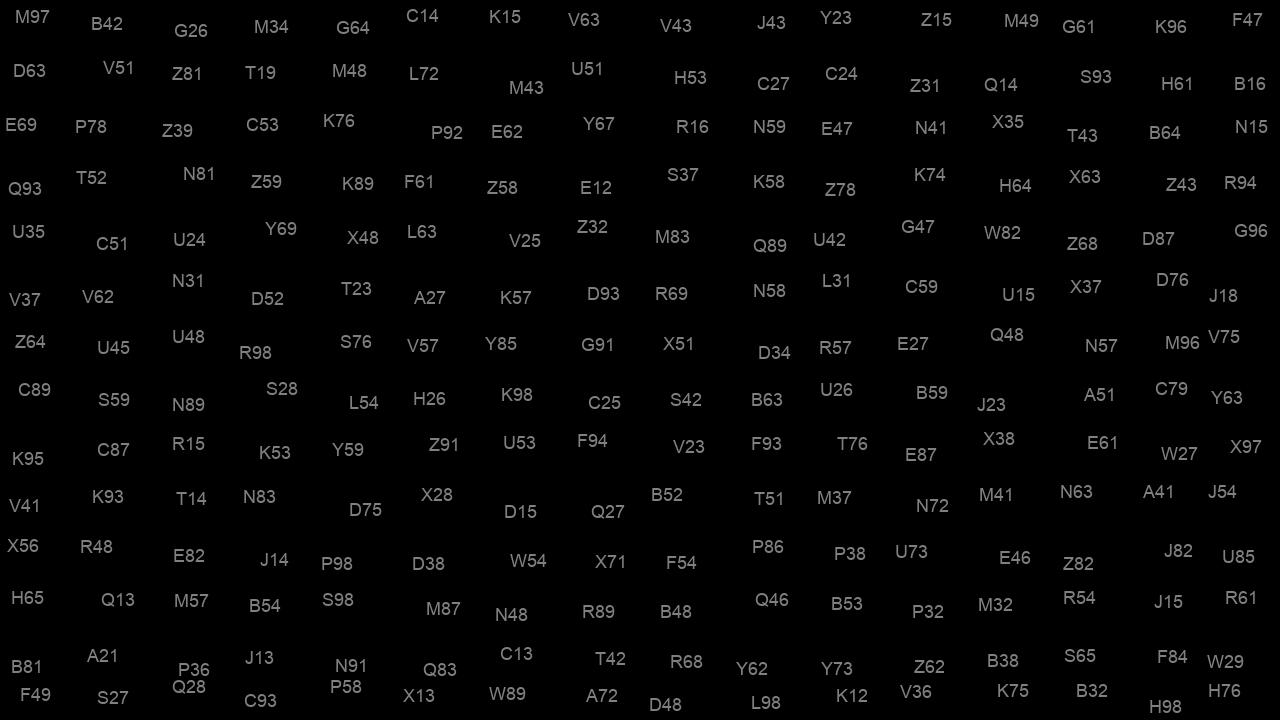 M97 B42 G26 M34 G64 C14 K15 V63 V43 J43 Y23 Z15 M49 G61 K96 F47
D63 V51 Z81 T19 M48 L72 M43 U51 H53 C27 C24 Z31 Q14 S93 H61 B16
E69 P78 Z39 C53 K76 P92 E62 Y67 R16 N59 E47 N41 X35 T43 B64 N15
Q93 T52 N81 Z59 K89 F61 Z58 E12 S37 K58 Z78 K74 H64 X63 Z43 R94
U35 C51 U24 Y69 X48 L63 V25 Z32 M83 Q89 U42 G47 W82 Z68 D87 G96
V37 V62 N31 D52 T23 A27 K57 D93 R69 N58 L31 C59 U15 X37 D76 J18
Z64 U45 U48 R98 S76 V57 Y85 G91 X51 D34 R57 E27 Q48 N57 M96 V75
C89 S59 N89 S28 L54 H26 K98 C25 S42 B63 U26 B59 J23 A51 C79 Y63
K95 C87 R15 K53 Y59 Z91 U53 F94 V23 F93 T76 E87 X38 E61 W27 X97
V41 K93 T14 N83 D75 X28 D15 Q27 B52 T51 M37 N72 M41 N63 A41 J54
X56 R48 E82 J14 P98 D38 W54 X71 F54 P86 P38 U73 E46 Z82 J82 U85
H65 Q13 M57 B54 S98 M87 N48 R89 B48 Q46 B53 P32 M32 R54 J15 R61
B81 A21 P36 J13 N91 Q83 C13 T42 R68 Y62 Y73 Z62 B38 S65 F84 W29
F49 S27 Q28 C93 P58 X13 W89 A72 D48 L98 K12 V36 K75 B32 H98 H76